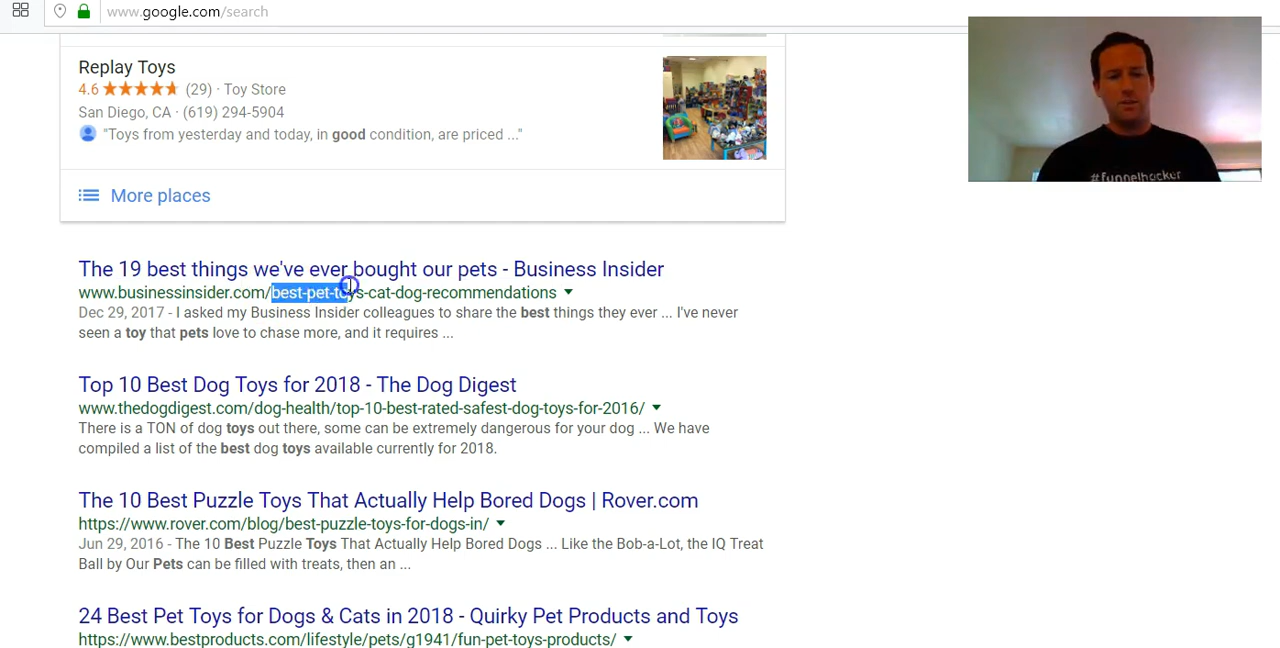 www.google.com/search
Replay Toys
4.6 (29) · Toy Store
San Diego, CA · (619) 294-5904
"Toys from yesterday and today, in good condition, are priced ..."
More places
#funnelhacker
The 19 best things we've ever bought our pets - Business Insider
www.businessinsider.com/best-pet-toys-cat-dog-recommendations
Dec 29, 2017 - I asked my Business Insider colleagues to share the best things they ever ... I've never
seen a toy that pets love to chase more, and it requires ...
Top 10 Best Dog Toys for 2018 - The Dog Digest
www.thedogdigest.com/dog-health/top-10-best-rated-safest-dog-toys-for-2016/
There is a TON of dog toys out there, some can be extremely dangerous for your dog ... We have
compiled a list of the best dog toys available currently for 2018.
The 10 Best Puzzle Toys That Actually Help Bored Dogs | Rover.com
https://www.rover.com/blog/best-puzzle-toys-for-dogs-in/
Jun 29, 2016 - The 10 Best Puzzle Toys That Actually Help Bored Dogs ... Like the Bob-a-Lot, the IQ Treat
Ball by Our Pets can be filled with treats, then an ...
24 Best Pet Toys for Dogs & Cats in 2018 - Quirky Pet Products and Toys
https://www.bestproducts.com/lifestyle/pets/g1941/fun-pet-toys-products/